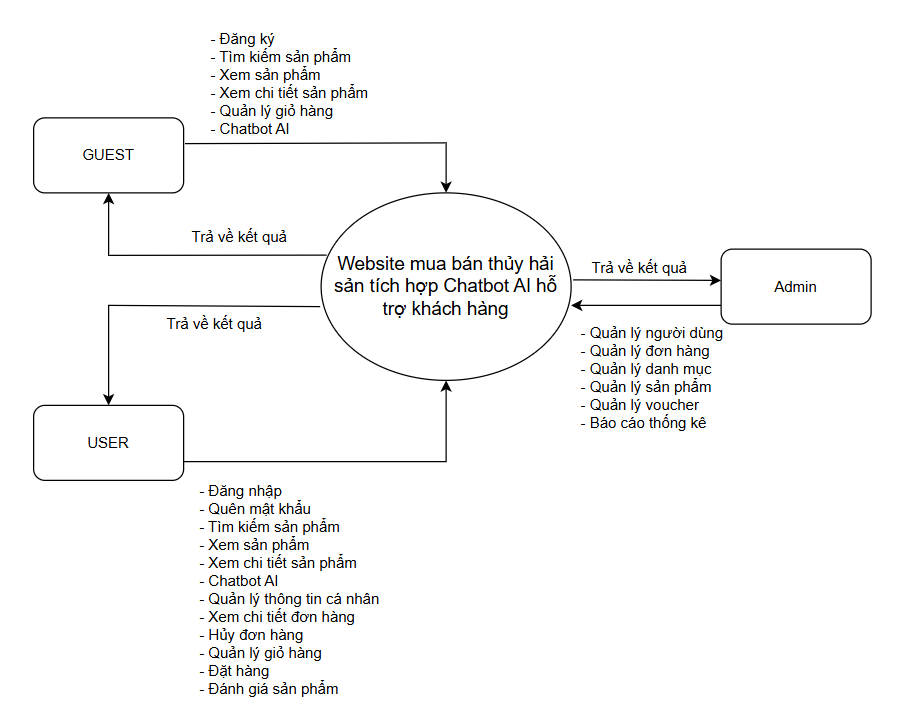 - Đăng ký
- Tìm kiếm sản phẩm
- Xem sản phẩm
- Xem chi tiết sản phẩm
- Quản lý giỏ hàng
- Chatbot AI
GUEST
Trả về kết quả
Website mua bán thủy hải
sản tích hợp Chatbot AI hỗ
trợ khách hàng
Trả về kết quả
Admin
Trả về kết quả
- Quản lý người dùng
- Quản lý đơn hàng
- Quản lý danh mục
- Quản lý sản phẩm
- Quản lý voucher
- Báo cáo thống kê
USER
- Đăng nhập
- Quên mật khẩu
- Tìm kiếm sản phẩm
- Xem sản phẩm
- Xem chi tiết sản phẩm
- Chatbot AI
- Quản lý thông tin cá nhân
- Xem chi tiết đơn hàng
- Hủy đơn hàng
- Quản lý giỏ hàng
- Đặt hàng
- Đánh giá sản phẩm